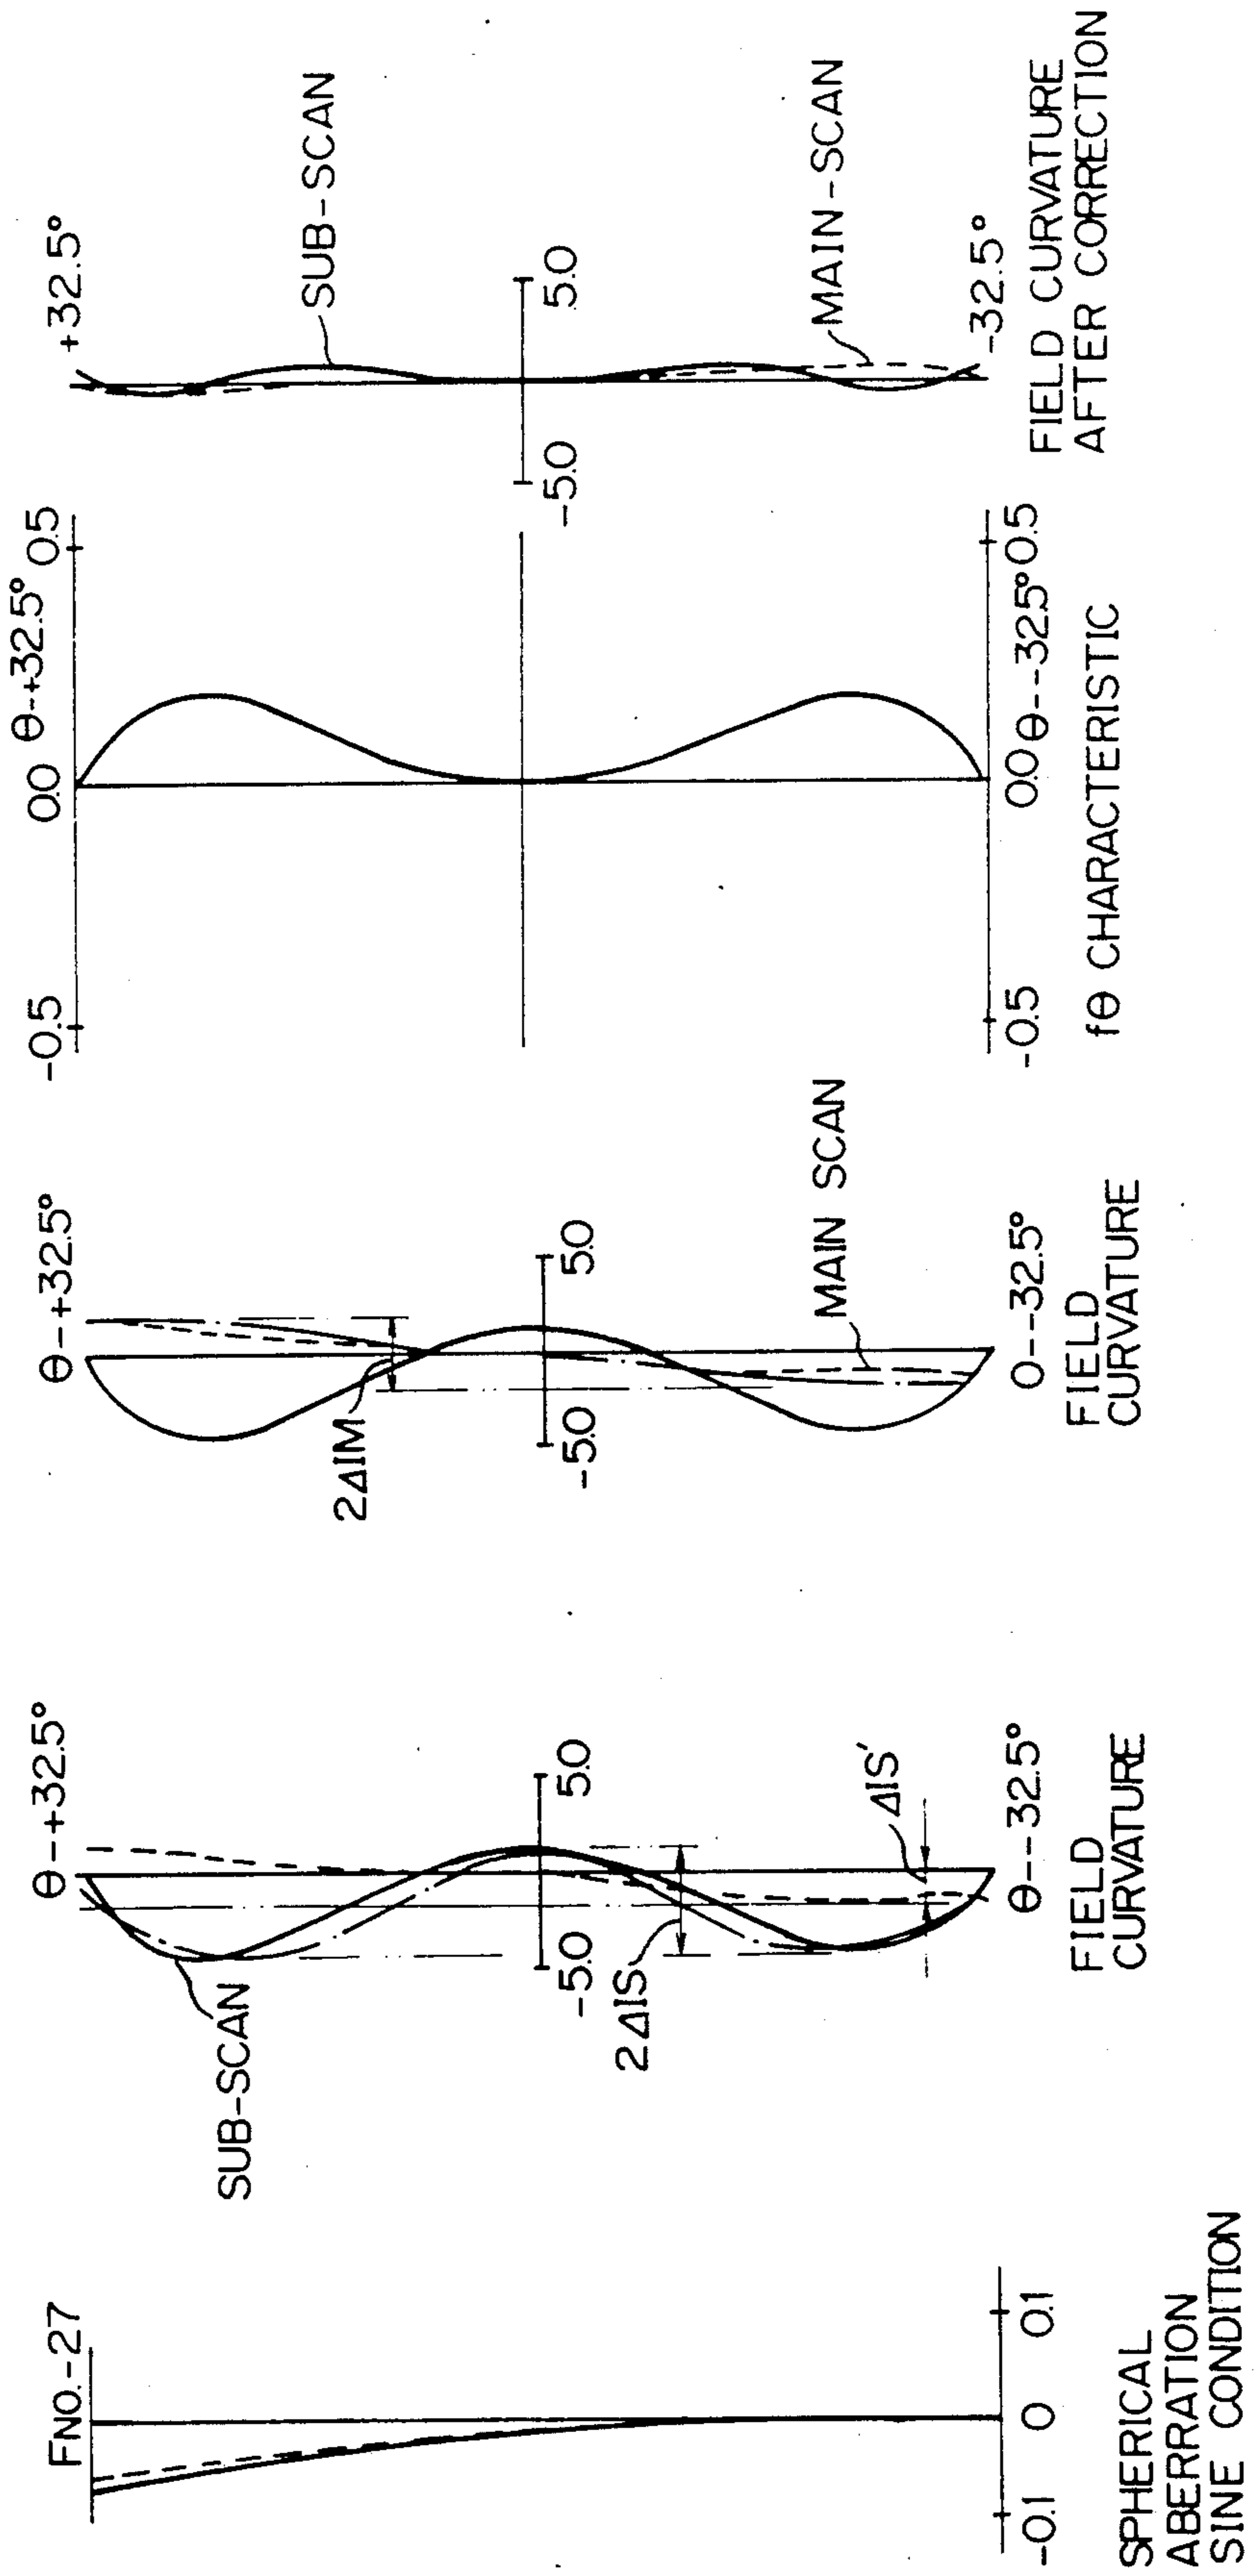 FNO.-27
-0.1
0
0.1
SPHERICAL
ABERRATION
SINE CONDITION
θ-+32.5°
SUB-SCAN
5.0
-5.0
2ΔIS
ΔIS'
θ--32.5°
FIELD
CURVATURE
θ-+32.5°
2ΔIM
5.0
-5.0
MAIN SCAN
0--32.5°
FIELD
CURVATURE
θ-+32.5°
-0.5
0.0
0.5
-0.5
0.0
0.5
θ--32.5°
fθ CHARACTERISTIC
+32.5°
SUB-SCAN
5.0
-5.0
MAIN-SCAN
-32.5°
FIELD CURVATURE
AFTER CORRECTION